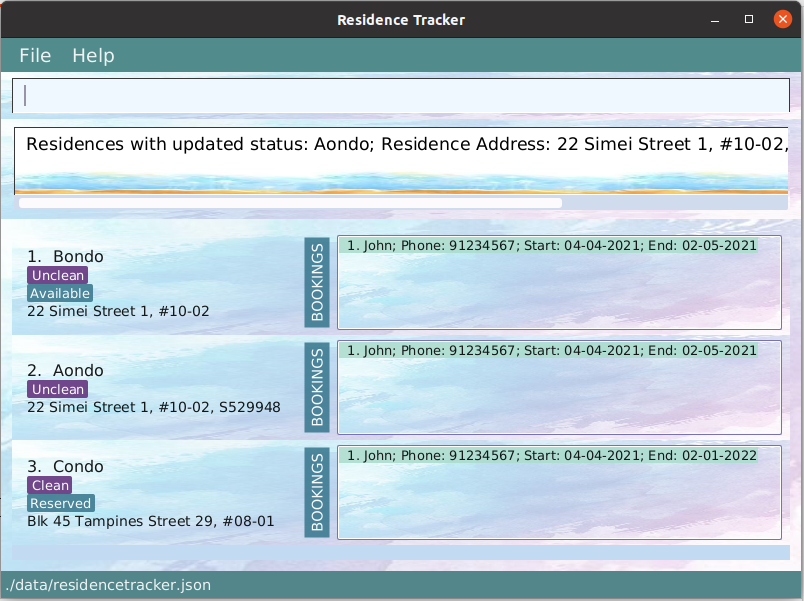 Residence Tracker
File Help
Residences with updated status: Aondo; Residence Address: 22 Simei Street 1, #10-02,
1. Bondo
Unclean
Available
22 Simei Street 1, #10-02
BOOKINGS
1. John; Phone: 91234567; Start: 04-04-2021; End: 02-05-2021
2. Aondo
Unclean
22 Simei Street 1, #10-02, S529948
BOOKINGS
1. John; Phone: 91234567; Start: 04-04-2021; End: 02-05-2021
3. Condo
Clean
Reserved
Blk 45 Tampines Street 29, #08-01
BOOKINGS
1. John; Phone: 91234567; Start: 04-04-2021; End: 02-01-2022
./data/residencetracker.json